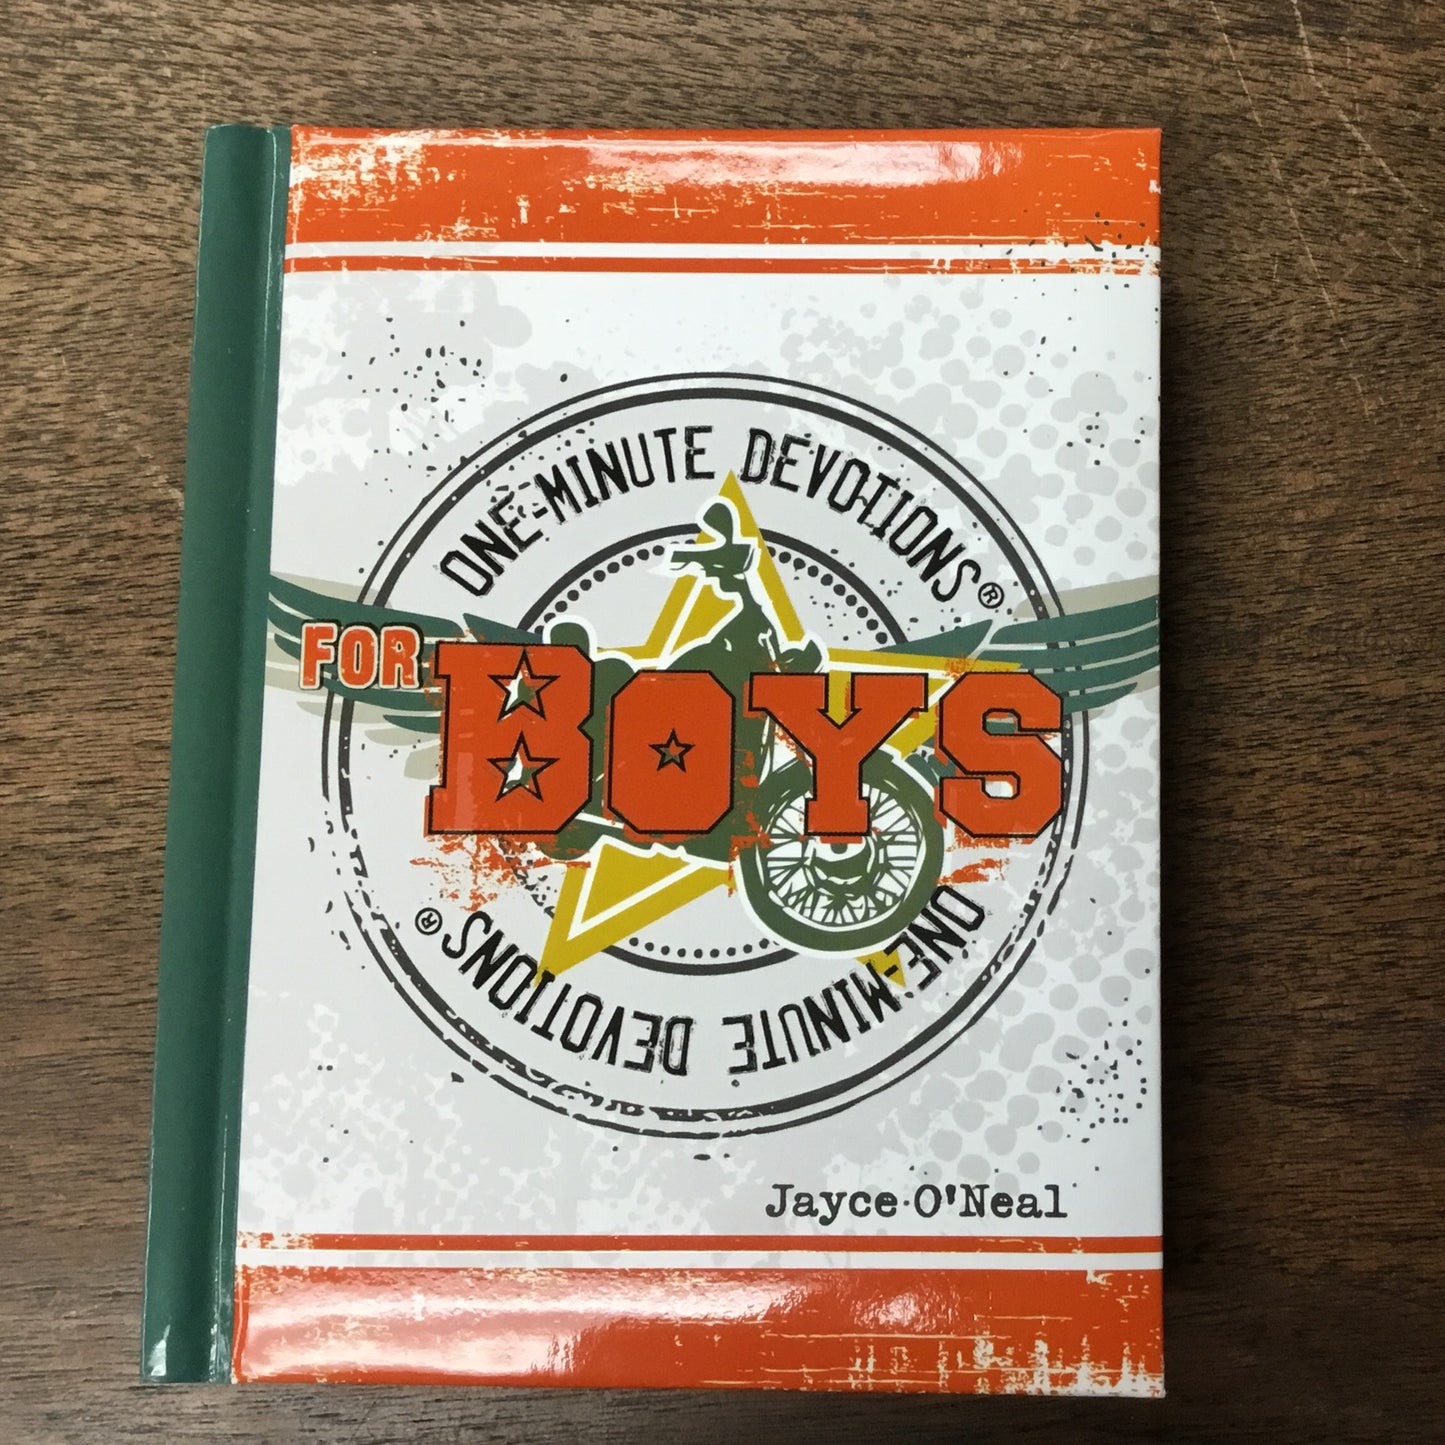 ONE-MINUTE DEVOTIONS®
FOR BOYS
ONE-MINUTE DEVOTIONS®
Jayce O'Neal